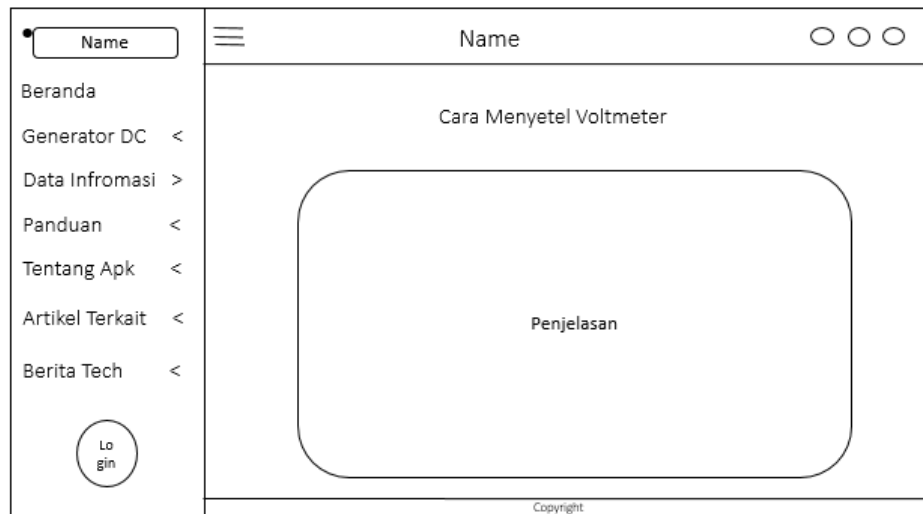 Name
Beranda
Generator DC <
Data Infromasi >
Panduan <
Tentang Apk <
Artikel Terkait <
Berita Tech <
Lo
gin
Name
Cara Menyetel Voltmeter
Penjelasan
Copyright